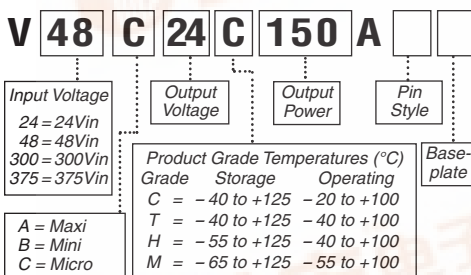 V 48 C 24 C 150 A
Input Voltage
24 = 24Vin
48 = 48Vin
300 = 300Vin
375 = 375Vin
Output Voltage
Output Power
Pin Style
Base-plate
Product Grade Temperatures (°C)
Grade Storage Operating
C = – 40 to +125 – 20 to +100
T = – 40 to +125 – 40 to +100
H = – 55 to +125 – 40 to +100
M = – 65 to +125 – 55 to +100
A = Maxi
B = Mini
C = Micro